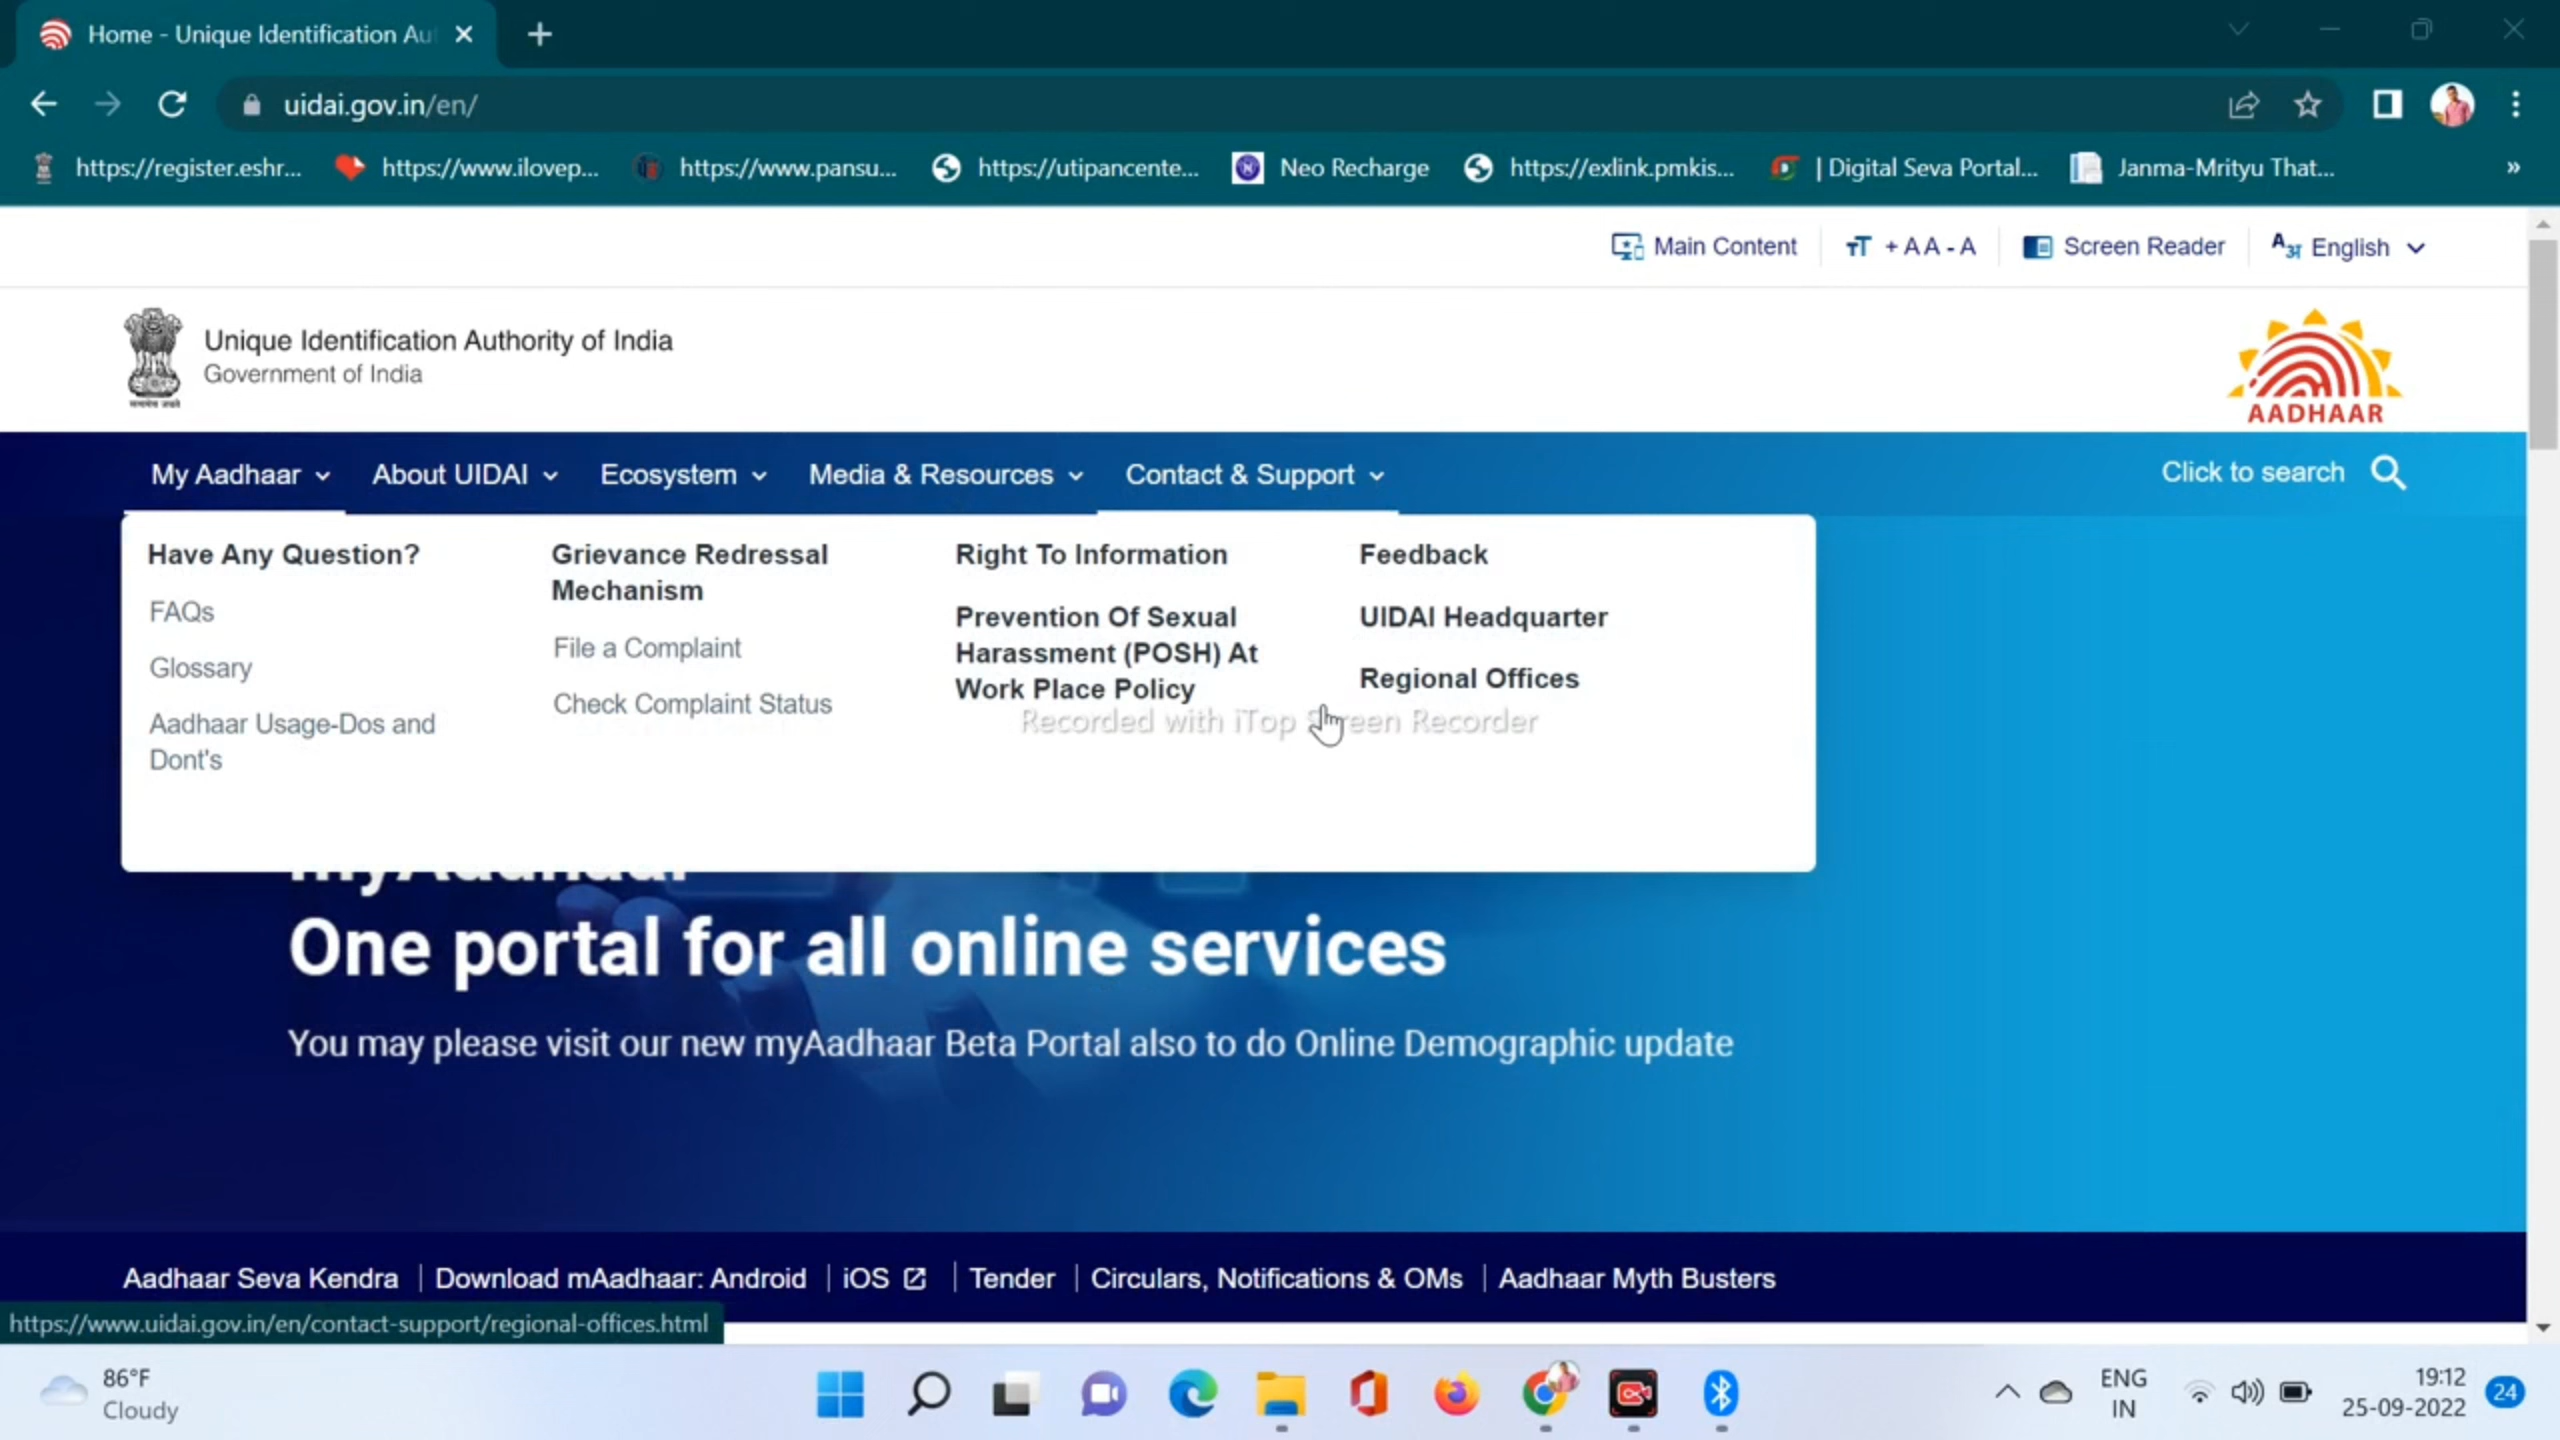 Home - Unique Identification Au
uidai.gov.in/en/
https://register.eshr...
https://www.ilovep...
https://www.pansu...
https://utipancente...
Neo Recharge
https://exlink.pmkis...
| Digital Seva Portal...
Janma-Mrityu That...
»
Main Content
+ A A - A
Screen Reader
English
Unique Identification Authority of India
Government of India
AADHAAR
My Aadhaar
About UIDAI
Ecosystem
Media & Resources
Contact & Support
Click to search
Have Any Question?
FAQs
Glossary
Aadhaar Usage-Dos and
Dont's
Grievance Redressal
Mechanism
File a Complaint
Check Complaint Status
Right To Information
Prevention Of Sexual
Harassment (POSH) At
Work Place Policy
Feedback
UIDAI Headquarter
Regional Offices
Recorded with iTop Screen Recorder
One portal for all online services
You may please visit our new myAadhaar Beta Portal also to do Online Demographic update
Aadhaar Seva Kendra | Download mAadhaar: Android | iOS | Tender | Circulars, Notifications & OMs | Aadhaar Myth Busters
https://www.uidai.gov.in/en/contact-support/regional-offices.html
86°F
Cloudy
ENG
IN
19:12
25-09-2022
24